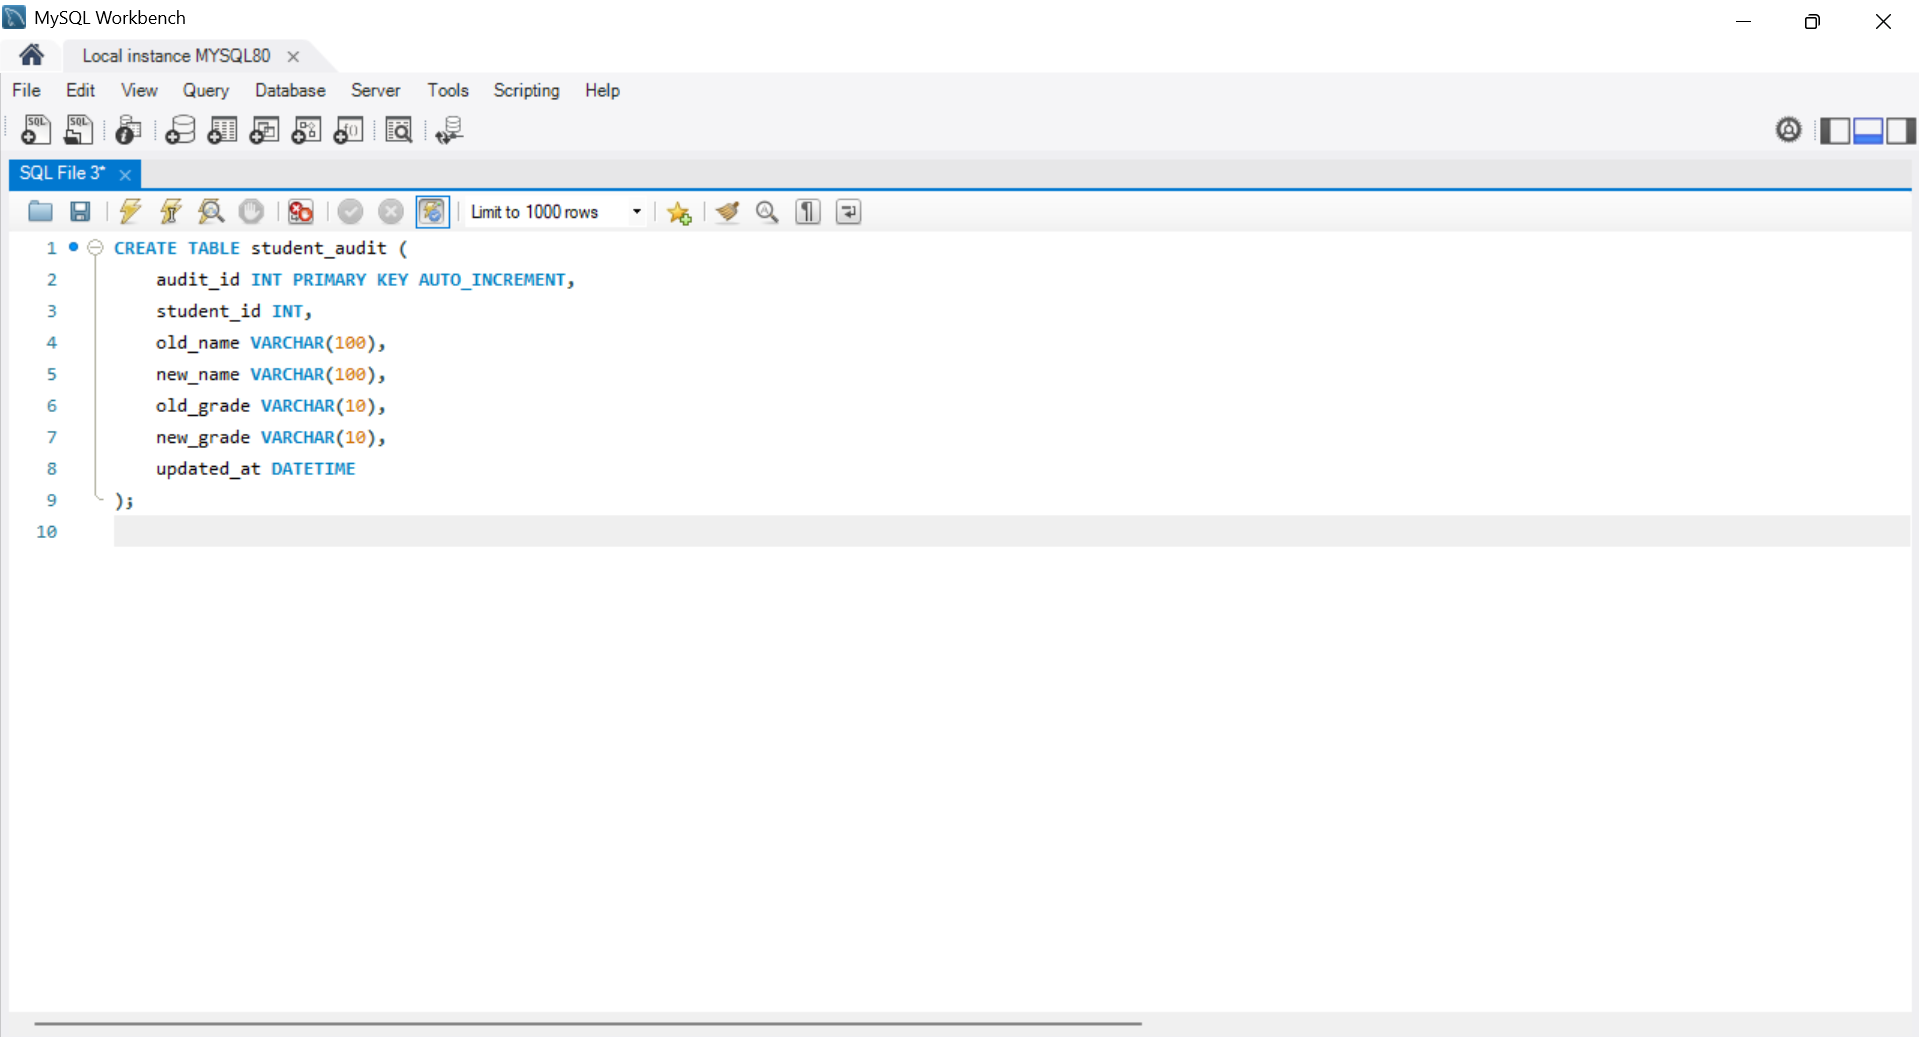 MySQL Workbench
Local instance MYSQL80
File Edit View Query Database Server Tools Scripting Help
SQL SQL
SQL File 3*
Limit to 1000 rows
1 CREATE TABLE student_audit (
2 audit_id INT PRIMARY KEY AUTO_INCREMENT,
3 student_id INT,
4 old_name VARCHAR(100),
5 new_name VARCHAR(100),
6 old_grade VARCHAR(10),
7 new_grade VARCHAR(10),
8 updated_at DATETIME
9 );
10